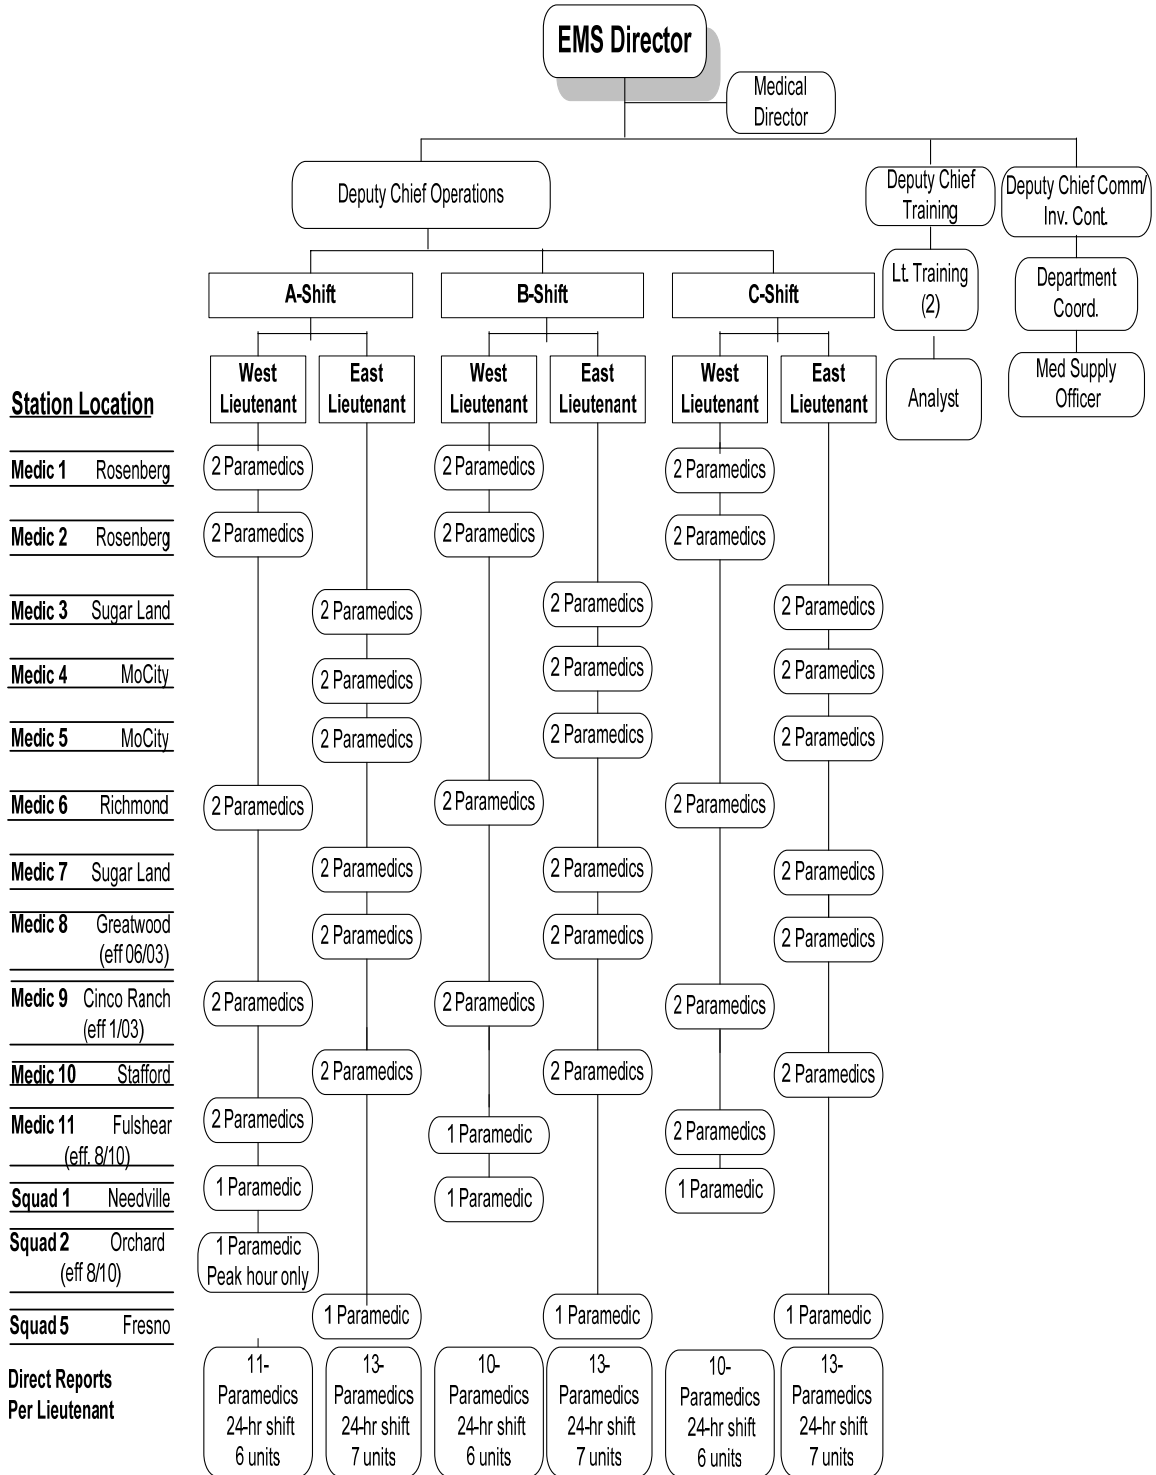 EMS Director
Medical
Director
Deputy Chief Operations
Deputy Chief
Training
Deputy Chief Comm/
Inv. Cont.
Lt. Training
(2)
Department
Coord.
Analyst
Med Supply
Officer
A-Shift
B-Shift
C-Shift
West
Lieutenant
East
Lieutenant
West
Lieutenant
East
Lieutenant
West
Lieutenant
East
Lieutenant
Station Location
Medic 1 Rosenberg
2 Paramedics
2 Paramedics
2 Paramedics
Medic 2 Rosenberg
2 Paramedics
2 Paramedics
2 Paramedics
Medic 3 Sugar Land
2 Paramedics
2 Paramedics
2 Paramedics
Medic 4 MoCity
2 Paramedics
2 Paramedics
2 Paramedics
Medic 5 MoCity
2 Paramedics
2 Paramedics
2 Paramedics
Medic 6 Richmond
2 Paramedics
2 Paramedics
2 Paramedics
Medic 7 Sugar Land
2 Paramedics
2 Paramedics
2 Paramedics
Medic 8 Greatwood
(eff 06/03)
2 Paramedics
2 Paramedics
2 Paramedics
Medic 9 Cinco Ranch
(eff 1/03)
2 Paramedics
2 Paramedics
2 Paramedics
Medic 10 Stafford
2 Paramedics
2 Paramedics
2 Paramedics
Medic 11 Fulshear
(eff. 8/10)
2 Paramedics
1 Paramedic
2 Paramedics
Squad 1 Needville
1 Paramedic
1 Paramedic
1 Paramedic
Squad 2 Orchard
(eff 8/10)
1 Paramedic
Peak hour only
Squad 5 Fresno
1 Paramedic
1 Paramedic
1 Paramedic
Direct Reports
Per Lieutenant
11-
Paramedics
24-hr shift
6 units
13-
Paramedics
24-hr shift
7 units
10-
Paramedics
24-hr shift
6 units
13-
Paramedics
24-hr shift
7 units
10-
Paramedics
24-hr shift
6 units
13-
Paramedics
24-hr shift
7 units